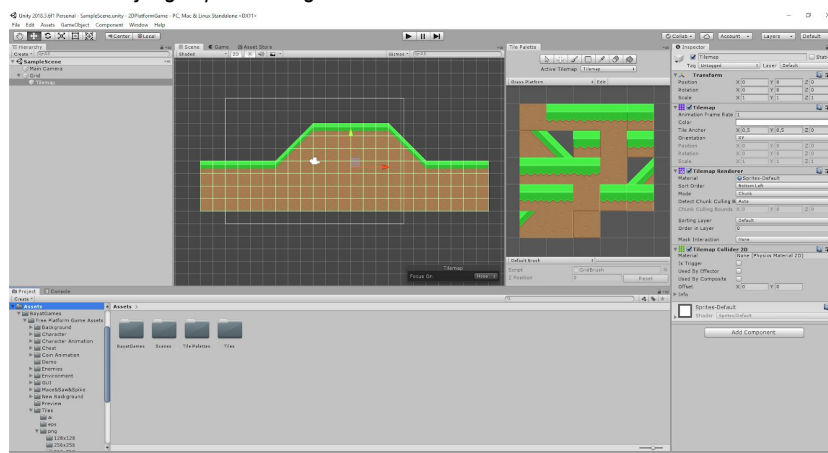 Unity 2018.3.6f1 Personal - SampleScene.unity - 2DPlatformGame - PC, Mac & Linux Standalone <DX11>
File Edit Assets GameObject Component Window Help
Center Local
Collab Account Layers Default
Hierarchy
Create
SampleScene
Main Camera
Grid
Tilemap
Scene Game Asset Store
Shaded 2D Gizmos
Tilemap
Focus On None
Tile Palette
Active Tilemap Tilemap
Grass Platform Edit
Default Brush
Script GridBrush
Z Position 0 Reset
Inspector
Tilemap Stati
Tag Untagged Layer Default
Transform
Position X 0 Y 0 Z 0
Rotation X 0 Y 0 Z 0
Scale X 1 Y 1 Z 1
Tilemap
Animation Frame Rate 1
Color
Tile Anchor X 0.5 Y 0.5 Z 0
Orientation XY
Position X 0 Y 0 Z 0
Rotation X 0 Y 0 Z 0
Scale X 1 Y 1 Z 1
Tilemap Renderer
Material Sprites-Default
Sort Order Bottom Left
Mode Chunk
Detect Chunk Culling B Auto
Chunk Culling Bounds X 0 Y 0 Z 0
Sorting Layer Default
Order in Layer 0
Mask Interaction None
Tilemap Collider 2D
Material None (Physics Material 2D)
Is Trigger
Used By Effector
Used By Composite
Offset X 0 Y 0
Info
Sprites-Default
Shader Sprites/Default
Add Component
Project Console
Create
Assets
BayatGames
Free Platform Game Assets
Background
Character
Character Animation
Chest
Coin Animation
Demo
Enemies
Environment
GUI
Mace&Saw&Spike
New Background
Preview
Tiles
ai
eps
png
128x128
256x256
Assets
BayatGames Scenes Tile Palettes Tiles